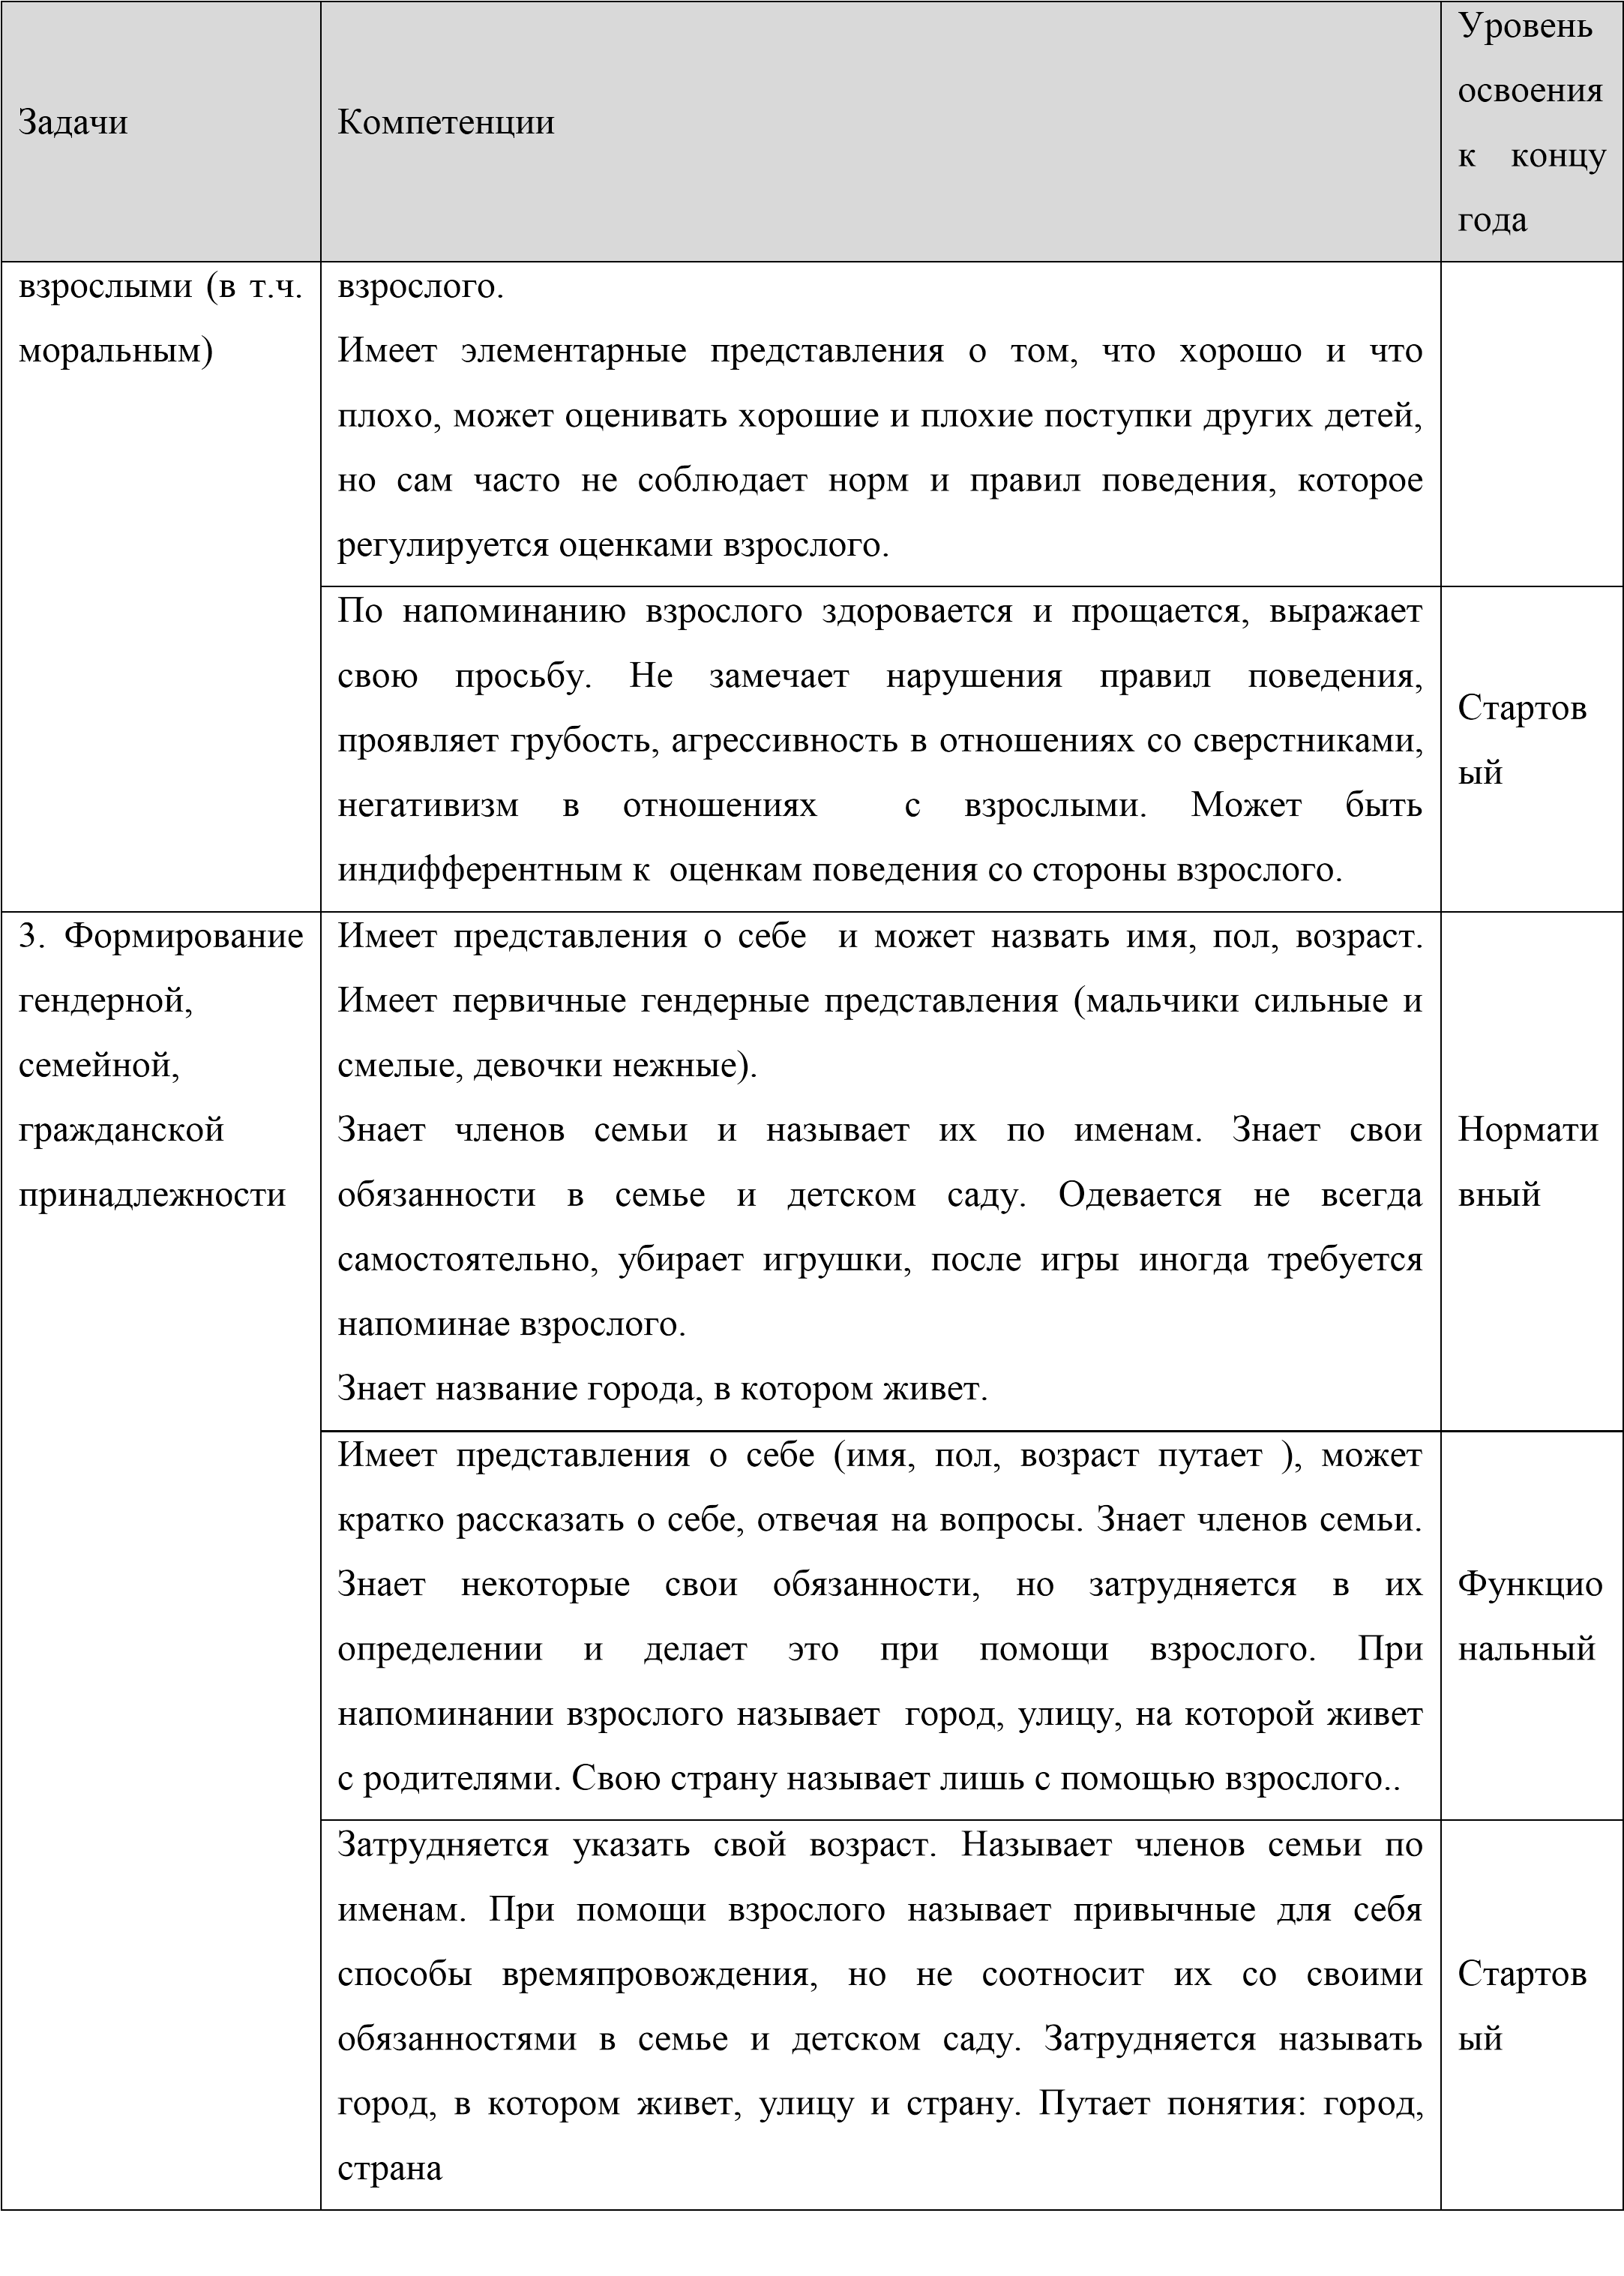 Задачи
Компетенции
Уровень
освоения
к концу
года
взрослыми (в т.ч.
моральным)
взрослого.
Имеет элементарные представления о том, что хорошо и что
плохо, может оценивать хорошие и плохие поступки других детей,
но сам часто не соблюдает норм и правил поведения, которое
регулируется оценками взрослого.
По напоминанию взрослого здоровается и прощается, выражает
свою просьбу. Не замечает нарушения правил поведения,
проявляет грубость, агрессивность в отношениях со сверстниками,
негативизм в отношениях с взрослыми. Может быть
индифферентным к оценкам поведения со стороны взрослого.
Стартов
ый
3. Формирование
гендерной,
семейной,
гражданской
принадлежности
Имеет представления о себе и может назвать имя, пол, возраст.
Имеет первичные гендерные представления (мальчики сильные и
смелые, девочки нежные).
Знает членов семьи и называет их по именам. Знает свои
обязанности в семье и детском саду. Одевается не всегда
самостоятельно, убирает игрушки, после игры иногда требуется
напоминае взрослого.
Знает название города, в котором живет.
Нормати
вный
Имеет представления о себе (имя, пол, возраст путает ), может
кратко рассказать о себе, отвечая на вопросы. Знает членов семьи.
Знает некоторые свои обязанности, но затрудняется в их
определении и делает это при помощи взрослого. При
напоминании взрослого называет город, улицу, на которой живет
с родителями. Свою страну называет лишь с помощью взрослого..
Функцио
нальный
Затрудняется указать свой возраст. Называет членов семьи по
именам. При помощи взрослого называет привычные для себя
способы времяпровождения, но не соотносит их со своими
обязанностями в семье и детском саду. Затрудняется называть
город, в котором живет, улицу и страну. Путает понятия: город,
страна
Стартов
ый